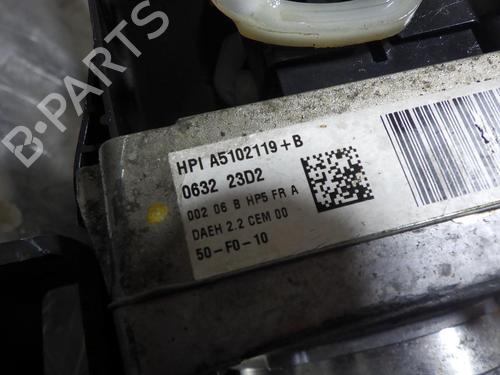 HPI A5102119+B
0632 23D2
002 06 B HP5 FR A
DAEH 2.2 CEM 00
50-F0-10
B-PARTS